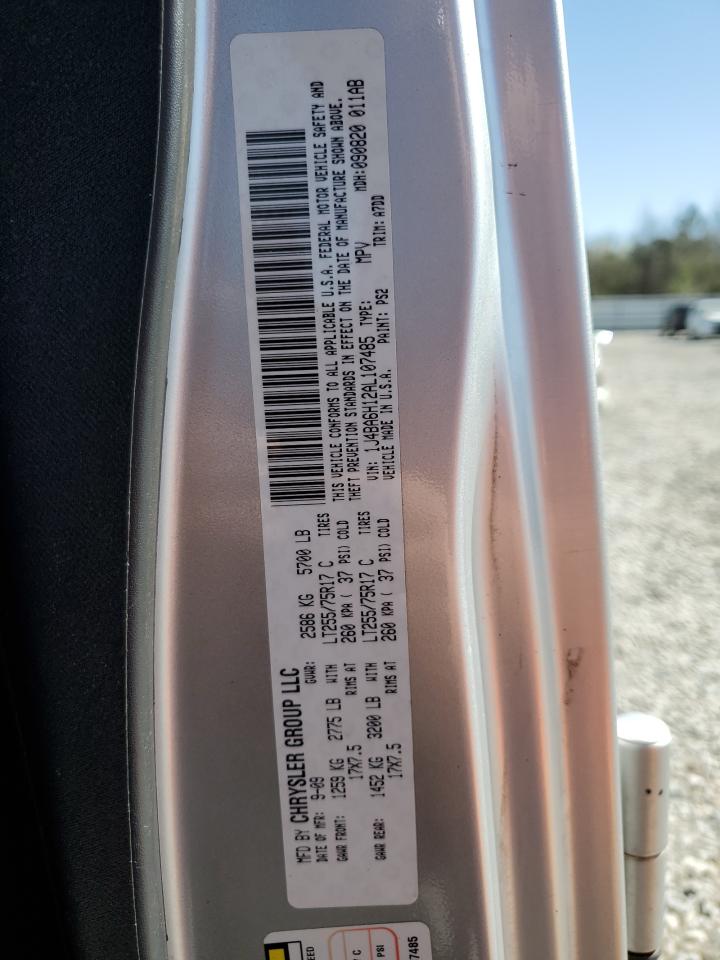 MFD BY CHRYSLER GROUP LLC
DATE OF MFR: 9-09 GVWR: 2586 KG 5700 LB
GAWR FRONT: 1259 KG 2775 LB WITH LT255/75R17 C TIRES
17X7.5 RIMS AT 260 KPA ( 37 PSI) COLD
GAWR REAR: 1452 KG 3200 LB WITH LT255/75R17 C TIRES
17X7.5 RIMS AT 260 KPA ( 37 PSI) COLD
THIS VEHICLE CONFORMS TO ALL APPLICABLE U.S.A. FEDERAL MOTOR VEHICLE SAFETY AND
THEFT PREVENTION STANDARDS IN EFFECT ON THE DATE OF MANUFACTURE SHOWN ABOVE.
VIN: 1J4BA6H12AL107485 TYPE: MPV MDH:090820 011AB
VEHICLE MADE IN U.S.A. PAINT: PS2 TRIM: A7DD
C
PSI
7485